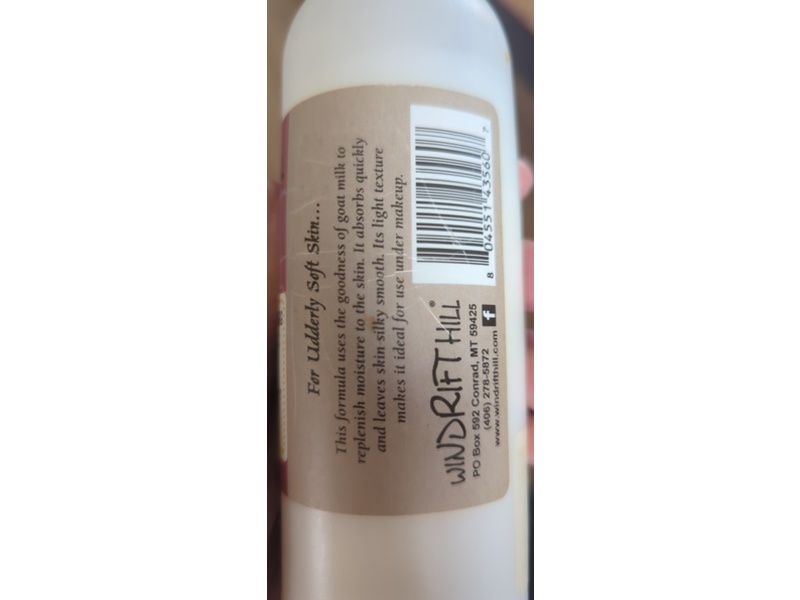 For Udderly Soft Skin...
This formula uses the goodness of goat milk to
replenish moisture to the skin. It absorbs quickly
and leaves skin silky smooth. Its light texture
makes it ideal for use under makeup.
8 04551 43560 7
WINDRIFT HILL®
PO Box 592 Conrad, MT 59425
(406) 278-5872
www.windrifthill.com f